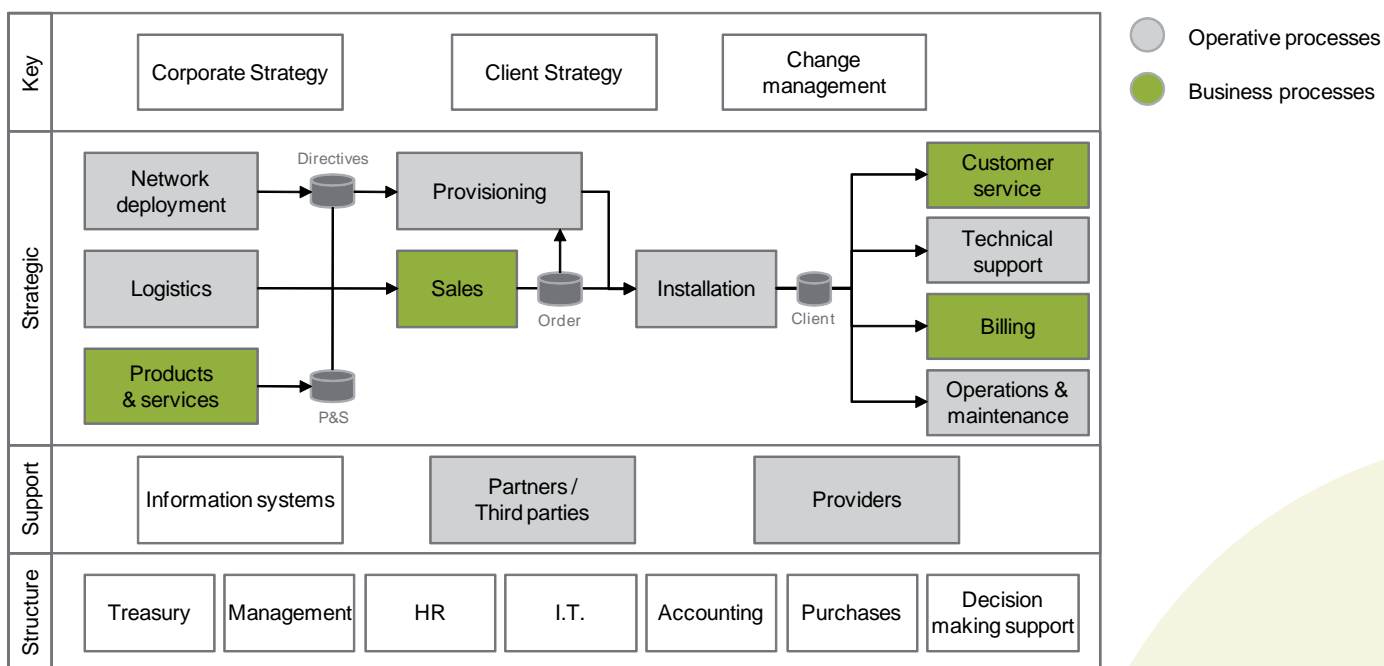 Key
Corporate Strategy
Client Strategy
Change
management
Operative processes
Business processes
Strategic
Network
deployment
Directives
Provisioning
Logistics
Sales
Order
Installation
Client
Products
& services
P&S
Customer
service
Technical
support
Billing
Operations &
maintenance
Support
Information systems
Partners /
Third parties
Providers
Structure
Treasury
Management
HR
I.T.
Accounting
Purchases
Decision
making support